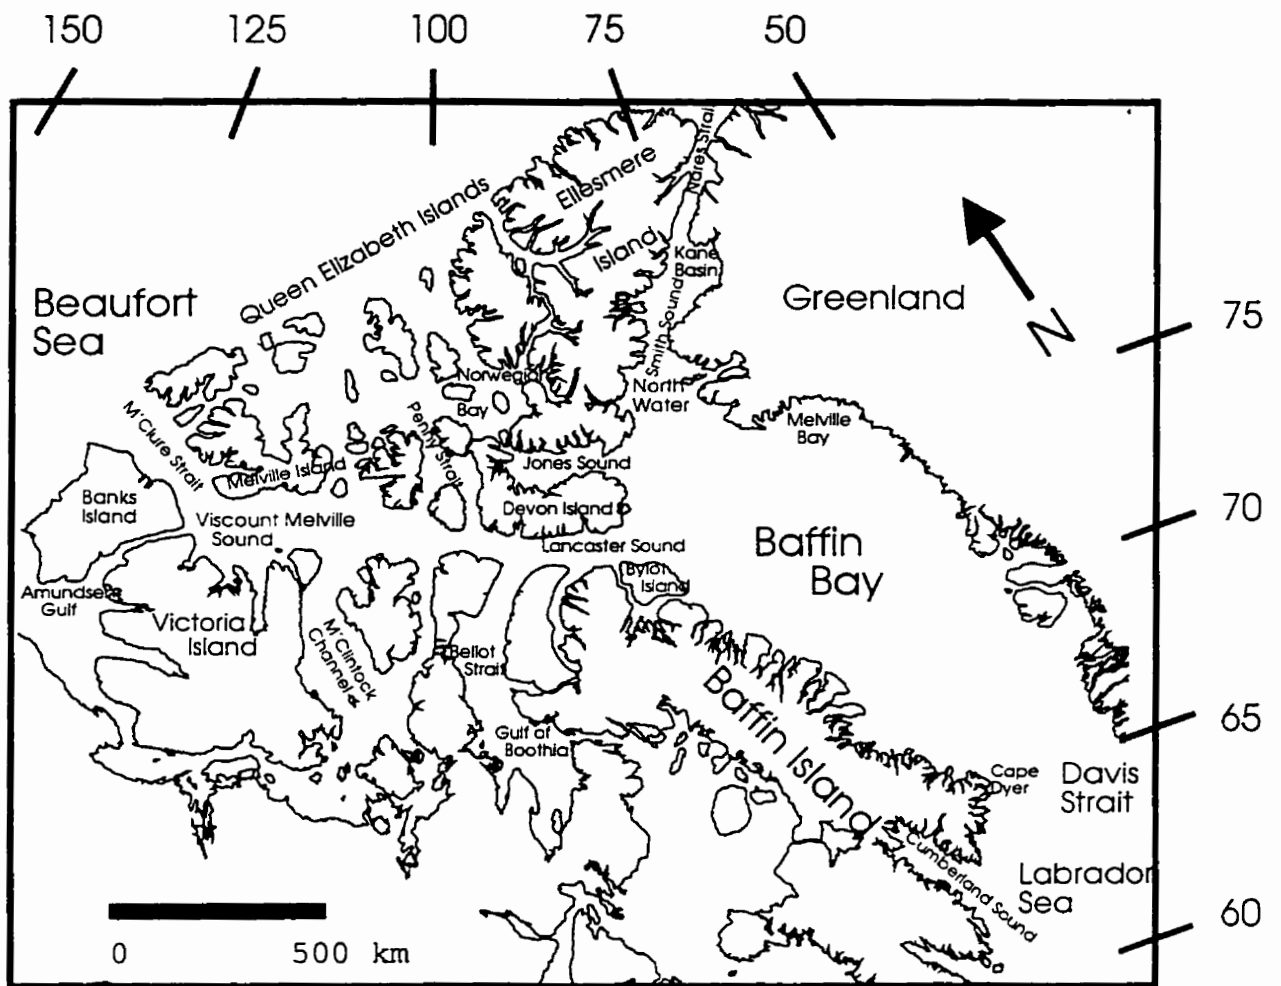 150 125 100 75 50
Nares Strait
Ellesmere
Island
Queen Elizabeth Islands
Kane
Basin
Beaufort
Sea
Greenland
N
75
Smith Sound
Norwegian
Bay
North
Water
M'Clure Strait
Penny Strait
Melville
Bay
Melville Island
Jones Sound
Banks
Island
Viscount Melville
Sound
Devon Island
70
Lancaster Sound
Baffin
Bay
Bylot
Island
Amundsen
Gulf
Victoria
Island
M'Clintock
Channel
Bellot
Strait
Baffin Island
65
Gulf of
Boothia
Cape
Dyer
Davis
Strait
Cumberland Sound
Labrador
Sea
60
0 500 km